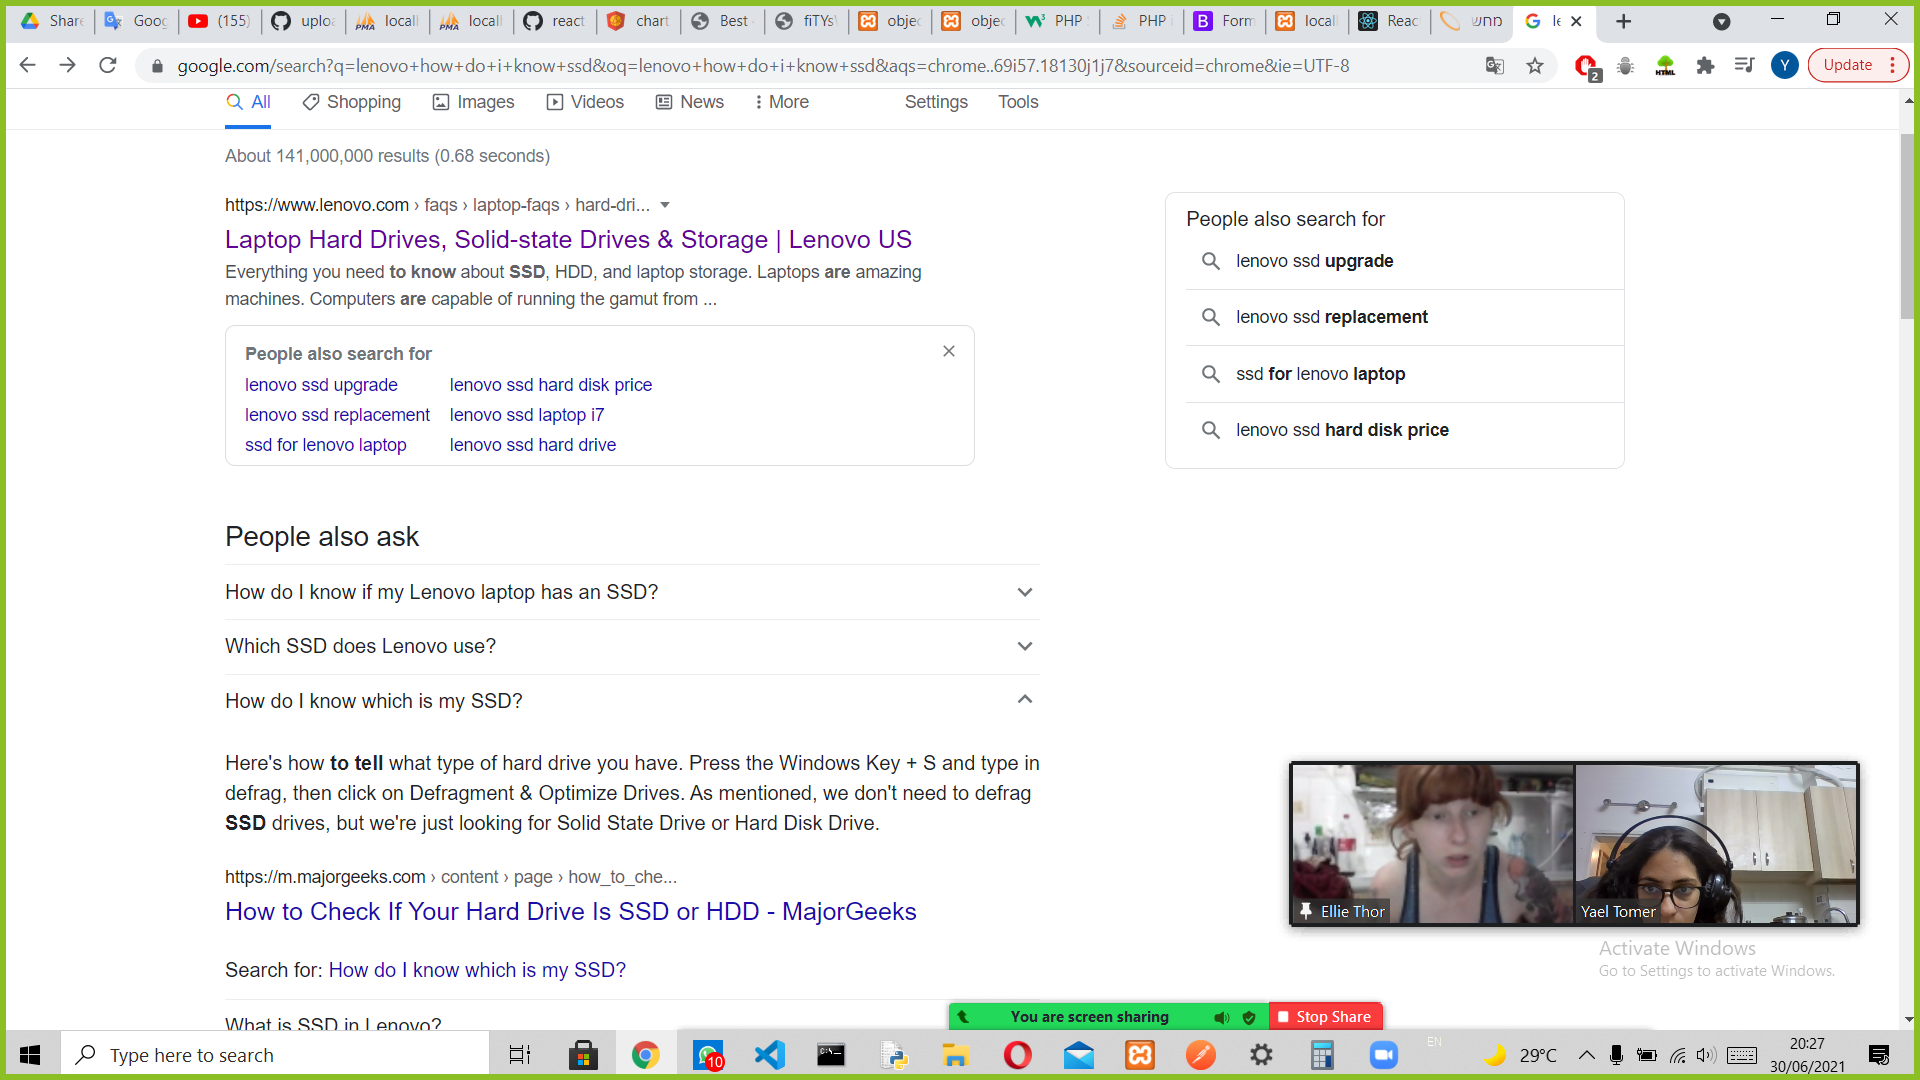 Share
Goog
(155)
uploa
locall
locall
react
chart
Best
fiTYs
objec
objec
PHP
PHP i
Form
locall
Reac
חחש
le
google.com/search?q=lenovo+how+do+i+know+ssd&oq=lenovo+how+do+i+know+ssd&aqs=chrome..69i57.18130j1j7&sourceid=chrome&ie=UTF-8
2
HTML
Y
Update
All
Shopping
Images
Videos
News
More
Settings
Tools
About 141,000,000 results (0.68 seconds)
https://www.lenovo.com › faqs › laptop-faqs › hard-dri...
Laptop Hard Drives, Solid-state Drives & Storage | Lenovo US
Everything you need to know about SSD, HDD, and laptop storage. Laptops are amazing
machines. Computers are capable of running the gamut from ...
People also search for
lenovo ssd upgrade
lenovo ssd hard disk price
lenovo ssd replacement
lenovo ssd laptop i7
ssd for lenovo laptop
lenovo ssd hard drive
People also search for
lenovo ssd upgrade
lenovo ssd replacement
ssd for lenovo laptop
lenovo ssd hard disk price
People also ask
How do I know if my Lenovo laptop has an SSD?
Which SSD does Lenovo use?
How do I know which is my SSD?
Here's how to tell what type of hard drive you have. Press the Windows Key + S and type in
defrag, then click on Defragment & Optimize Drives. As mentioned, we don't need to defrag
SSD drives, but we're just looking for Solid State Drive or Hard Disk Drive.
https://m.majorgeeks.com › content › page › how_to_che...
How to Check If Your Hard Drive Is SSD or HDD - MajorGeeks
Search for: How do I know which is my SSD?
What is SSD in Lenovo?
Ellie Thor
Yael Tomer
Activate Windows
Go to Settings to activate Windows.
You are screen sharing
Stop Share
Type here to search
10
EN
29°C
20:27
30/06/2021